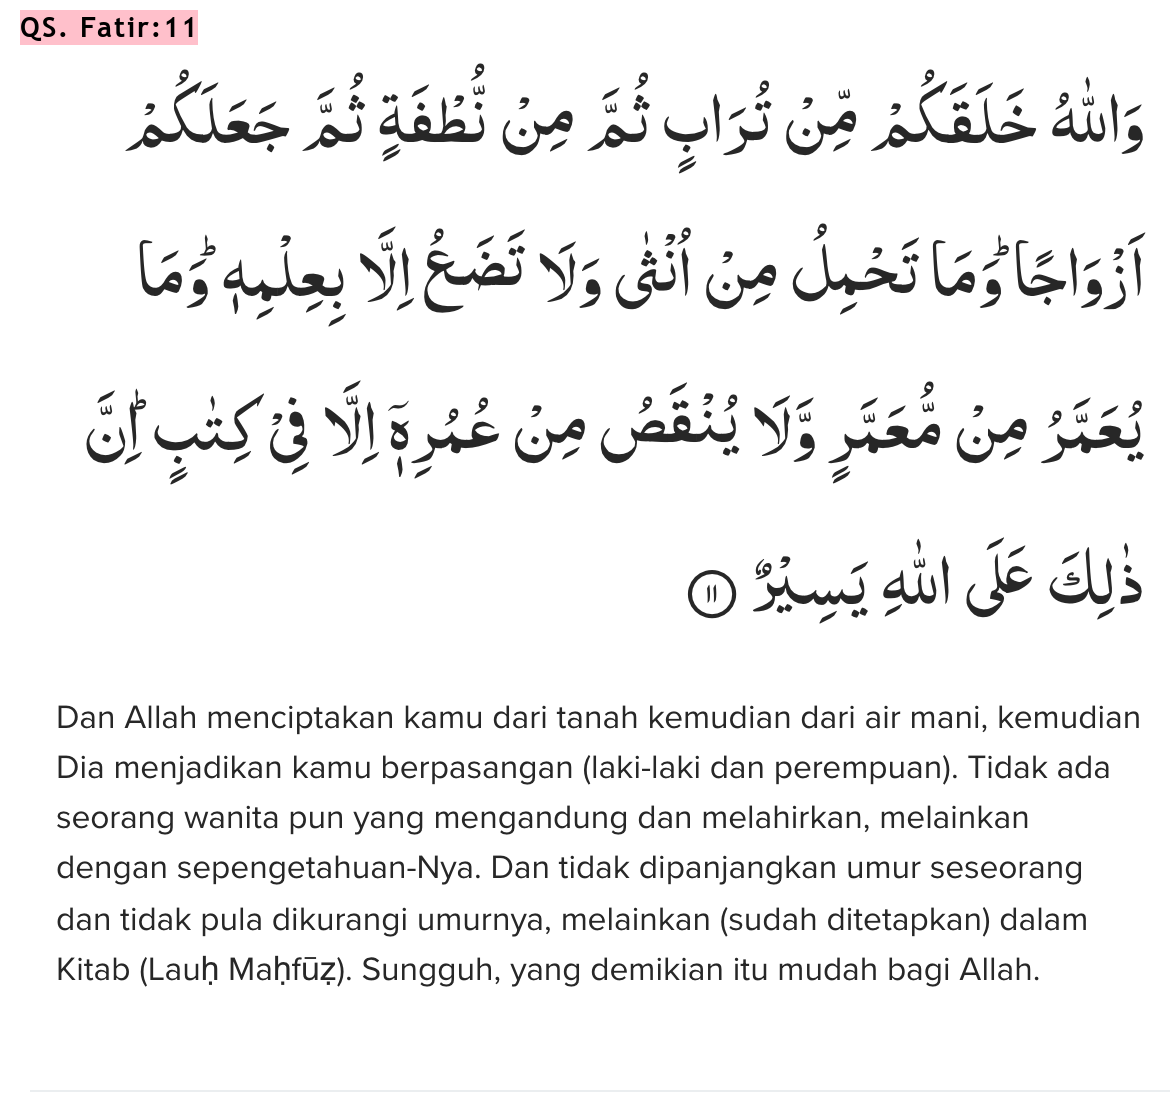 QS. Fatir:11
وَاللّٰهُ خَلَقَكُمْ مِّنْ تُرَابٍ ثُمَّ مِنْ نُّطْفَةٍ ثُمَّ جَعَلَكُمْ
اَزْوَاجًاۗ وَمَا تَحْمِلُ مِنْ اُنْثٰى وَلَا تَضَعُ اِلَّا بِعِلْمِهٖۗ وَمَا
يُعَمَّرُ مِنْ مُّعَمَّرٍ وَّلَا يُنْقَصُ مِنْ عُمُرِهٖٓ اِلَّا فِيْ كِتٰبٍۗ اِنَّ
ذٰلِكَ عَلَى اللّٰهِ يَسِيْرٌ ١١
Dan Allah menciptakan kamu dari tanah kemudian dari air mani, kemudian
Dia menjadikan kamu berpasangan (laki-laki dan perempuan). Tidak ada
seorang wanita pun yang mengandung dan melahirkan, melainkan
dengan sepengetahuan-Nya. Dan tidak dipanjangkan umur seseorang
dan tidak pula dikurangi umurnya, melainkan (sudah ditetapkan) dalam
Kitab (Lauḥ Maḥfūẓ). Sungguh, yang demikian itu mudah bagi Allah.